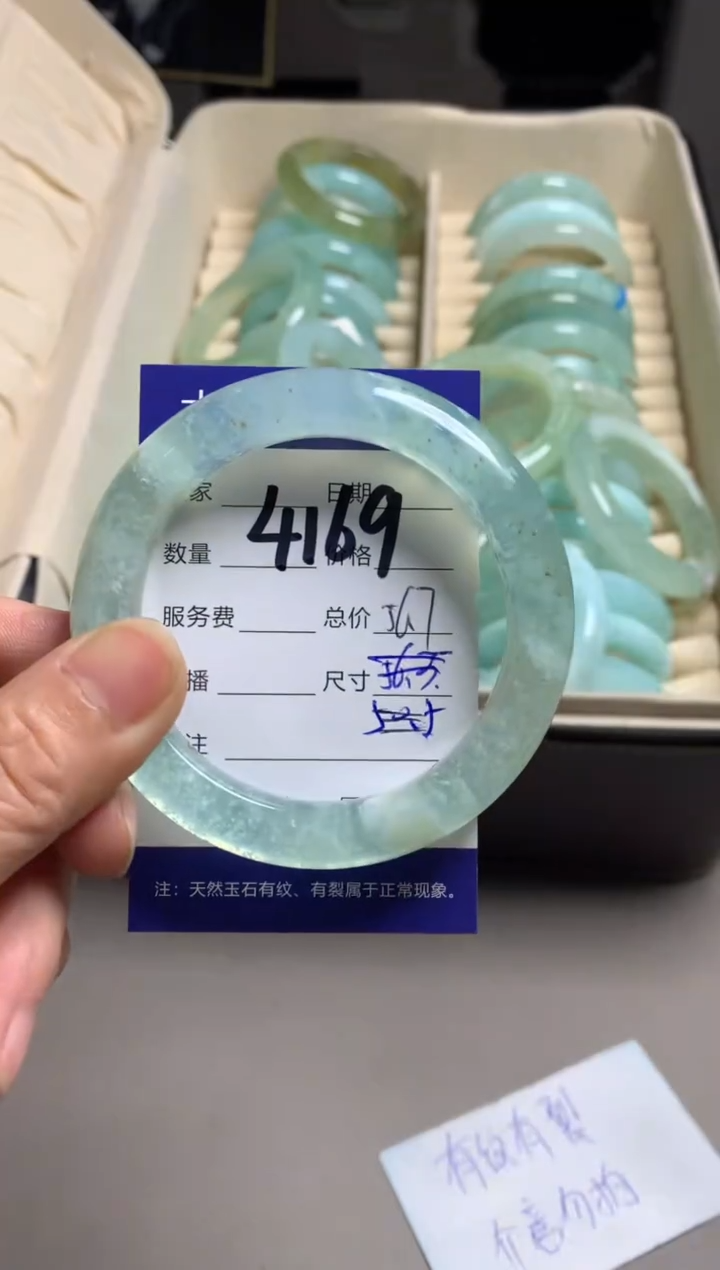 家 日期
4169
数量 价格
服务费 总价
播 尺寸
注
注：天然玉石有纹、有裂属于正常现象。
有纹有裂
介意勿拍